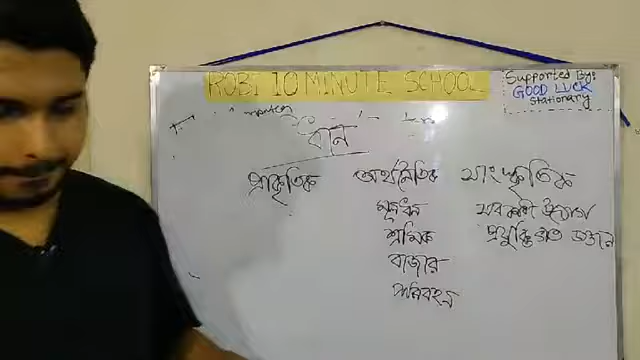 ROBI 10 MINUTE SCHOOL
Supported By:
GOOD LUCK
Stationary
প্রাকৃতিক অর্থনৈতিক সাংস্কৃতিক
মূলধন
শ্রমিক
বাজার
পরিবহন
সরকারী উদ্যোগ
প্রযুক্তিগত জ্ঞান